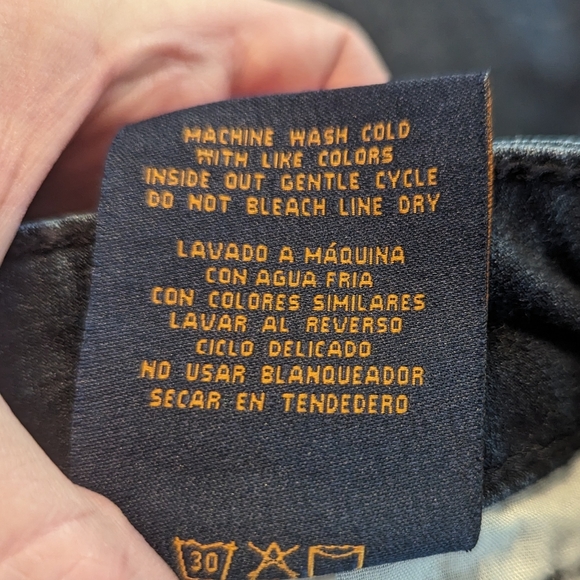 MACHINE WASH COLD
WITH LIKE COLORS
INSIDE OUT GENTLE CYCLE
DO NOT BLEACH LINE DRY
LAVADO A MÁQUINA
CON AGUA FRIA
CON COLORES SIMILARES
LAVAR AL REVERSO
CICLO DELICADO
NO USAR BLANQUEADOR
SECAR EN TENDEDERO
30